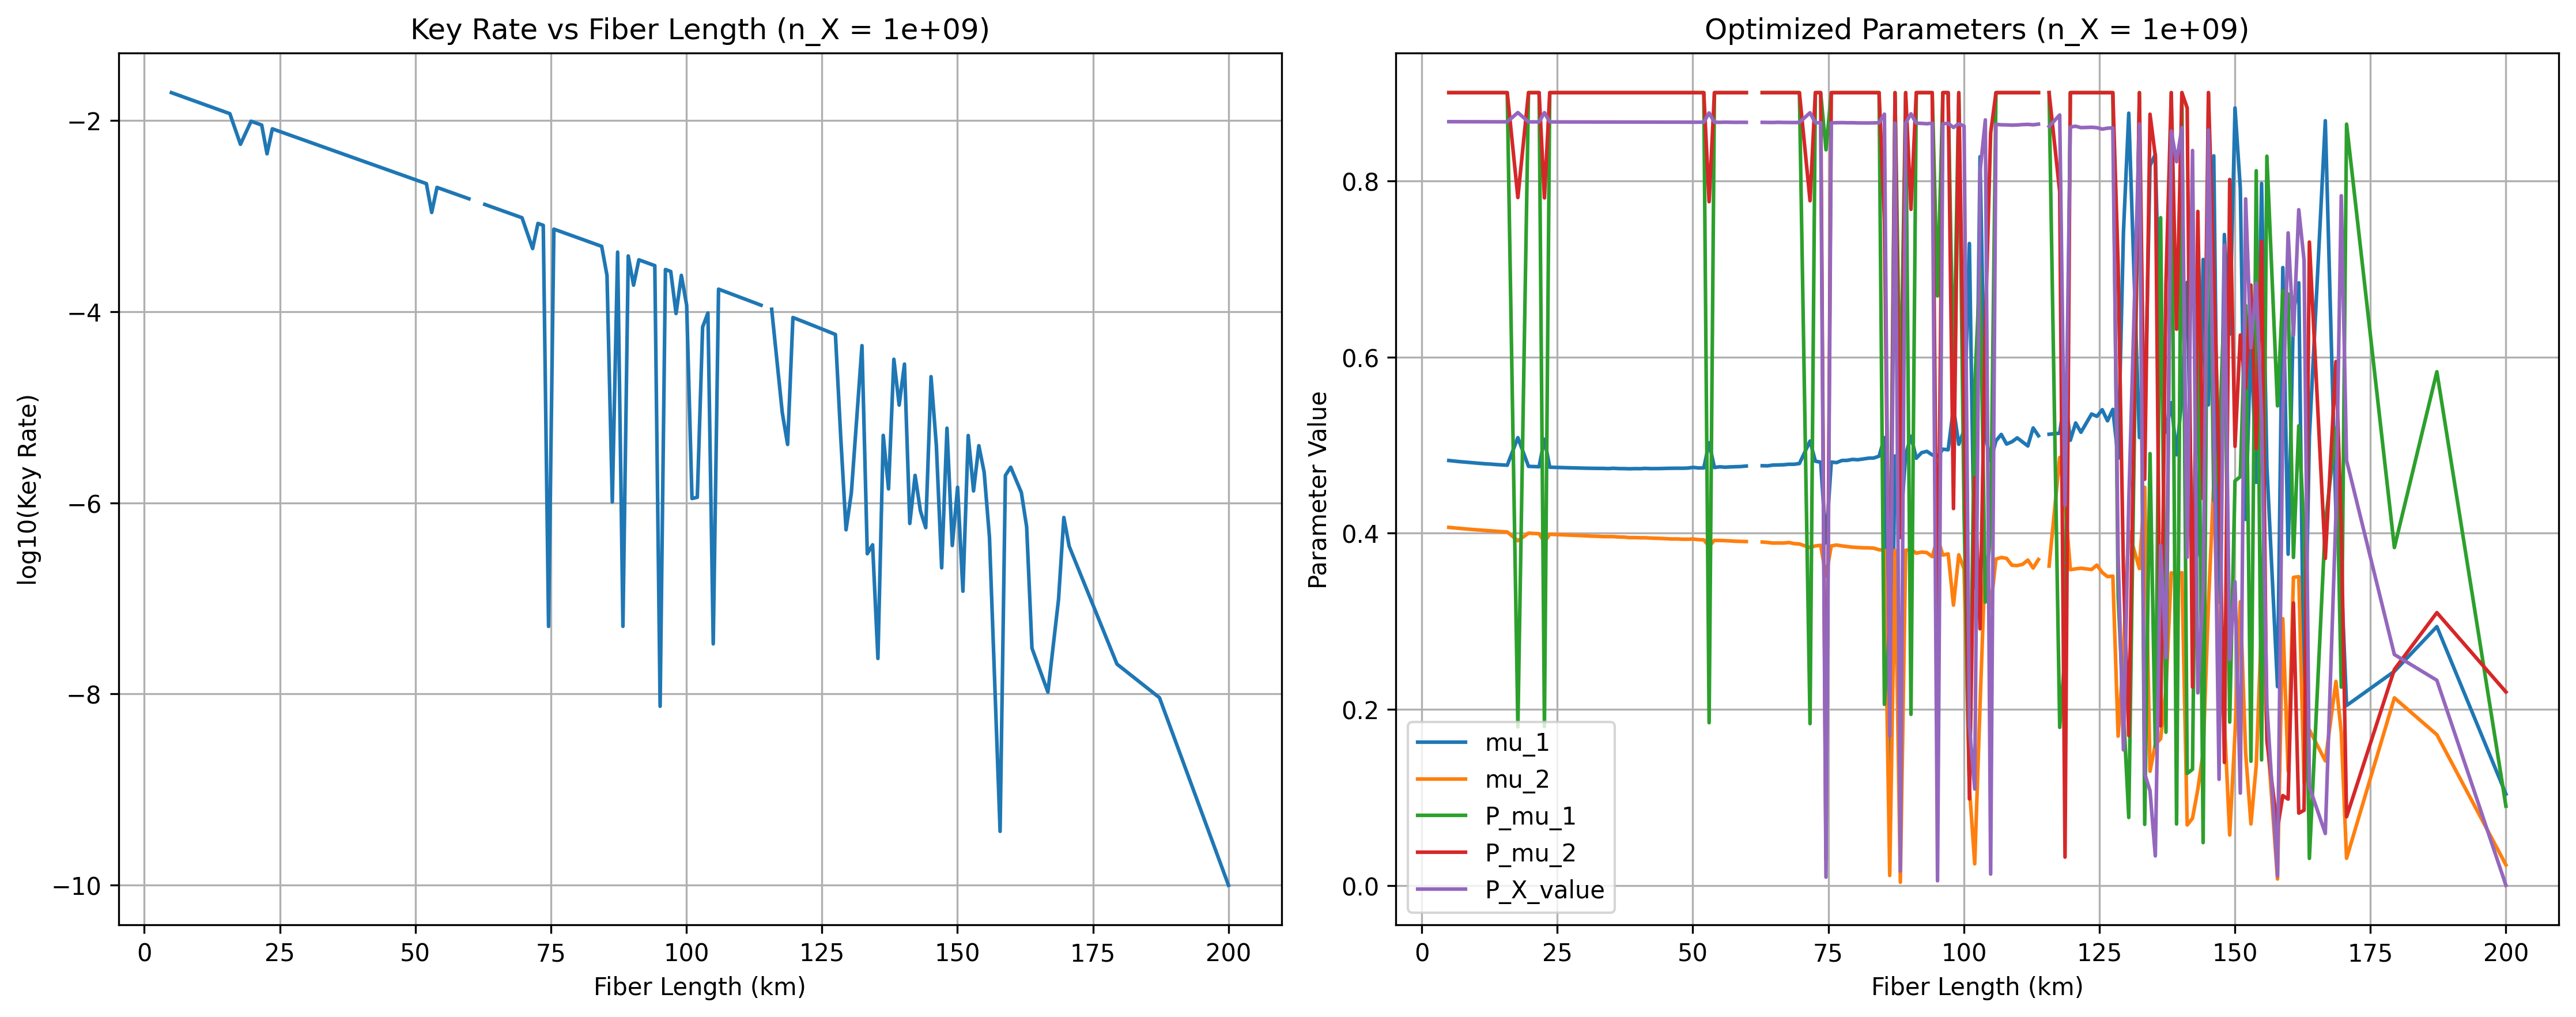 Key Rate vs Fiber Length (n_X = 1e+09)
log10(Key Rate)
−2
−4
−6
−8
−10
0 25 50 75 100 125 150 175 200
Fiber Length (km)
Optimized Parameters (n_X = 1e+09)
Parameter Value
0.8
0.6
0.4
0.2
0.0
mu_1
mu_2
P_mu_1
P_mu_2
P_X_value
0 25 50 75 100 125 150 175 200
Fiber Length (km)